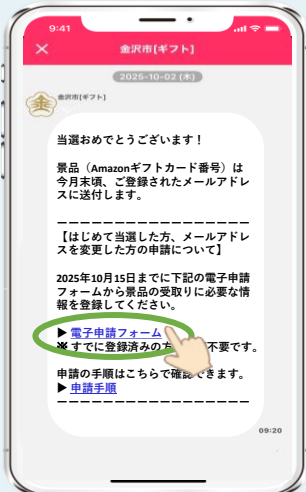 9:41
金沢市[ギフト]
2025-10-02 (木)
金沢市[ギフト]
当選おめでとうございます！
景品（Amazonギフトカード番号）は
今月末頃、ご登録されたメールアドレ
スに送付します。
ーーーーーーーーーーーーーーーーー
【はじめて当選した方、メールアドレ
スを変更した方の申請について】
2025年10月15日までに下記の電子申請
フォームから景品の受取りに必要な情
報を登録してください。
▶ 電子申請フォーム
※ すでに登録済みの方 不要です。
申請の手順はこちらで確認できます。
▶ 申請手順
ーーーーーーーーーーーーーーーーー
09:20